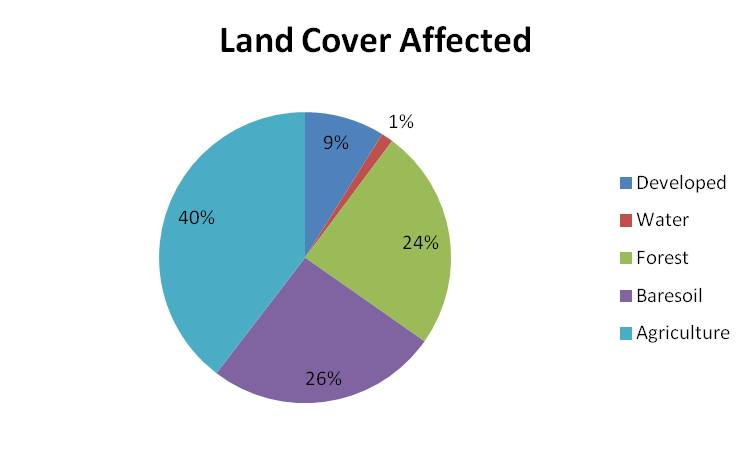 Land Cover Affected
9%
1%
24%
26%
40%
Developed
Water
Forest
Baresoil
Agriculture